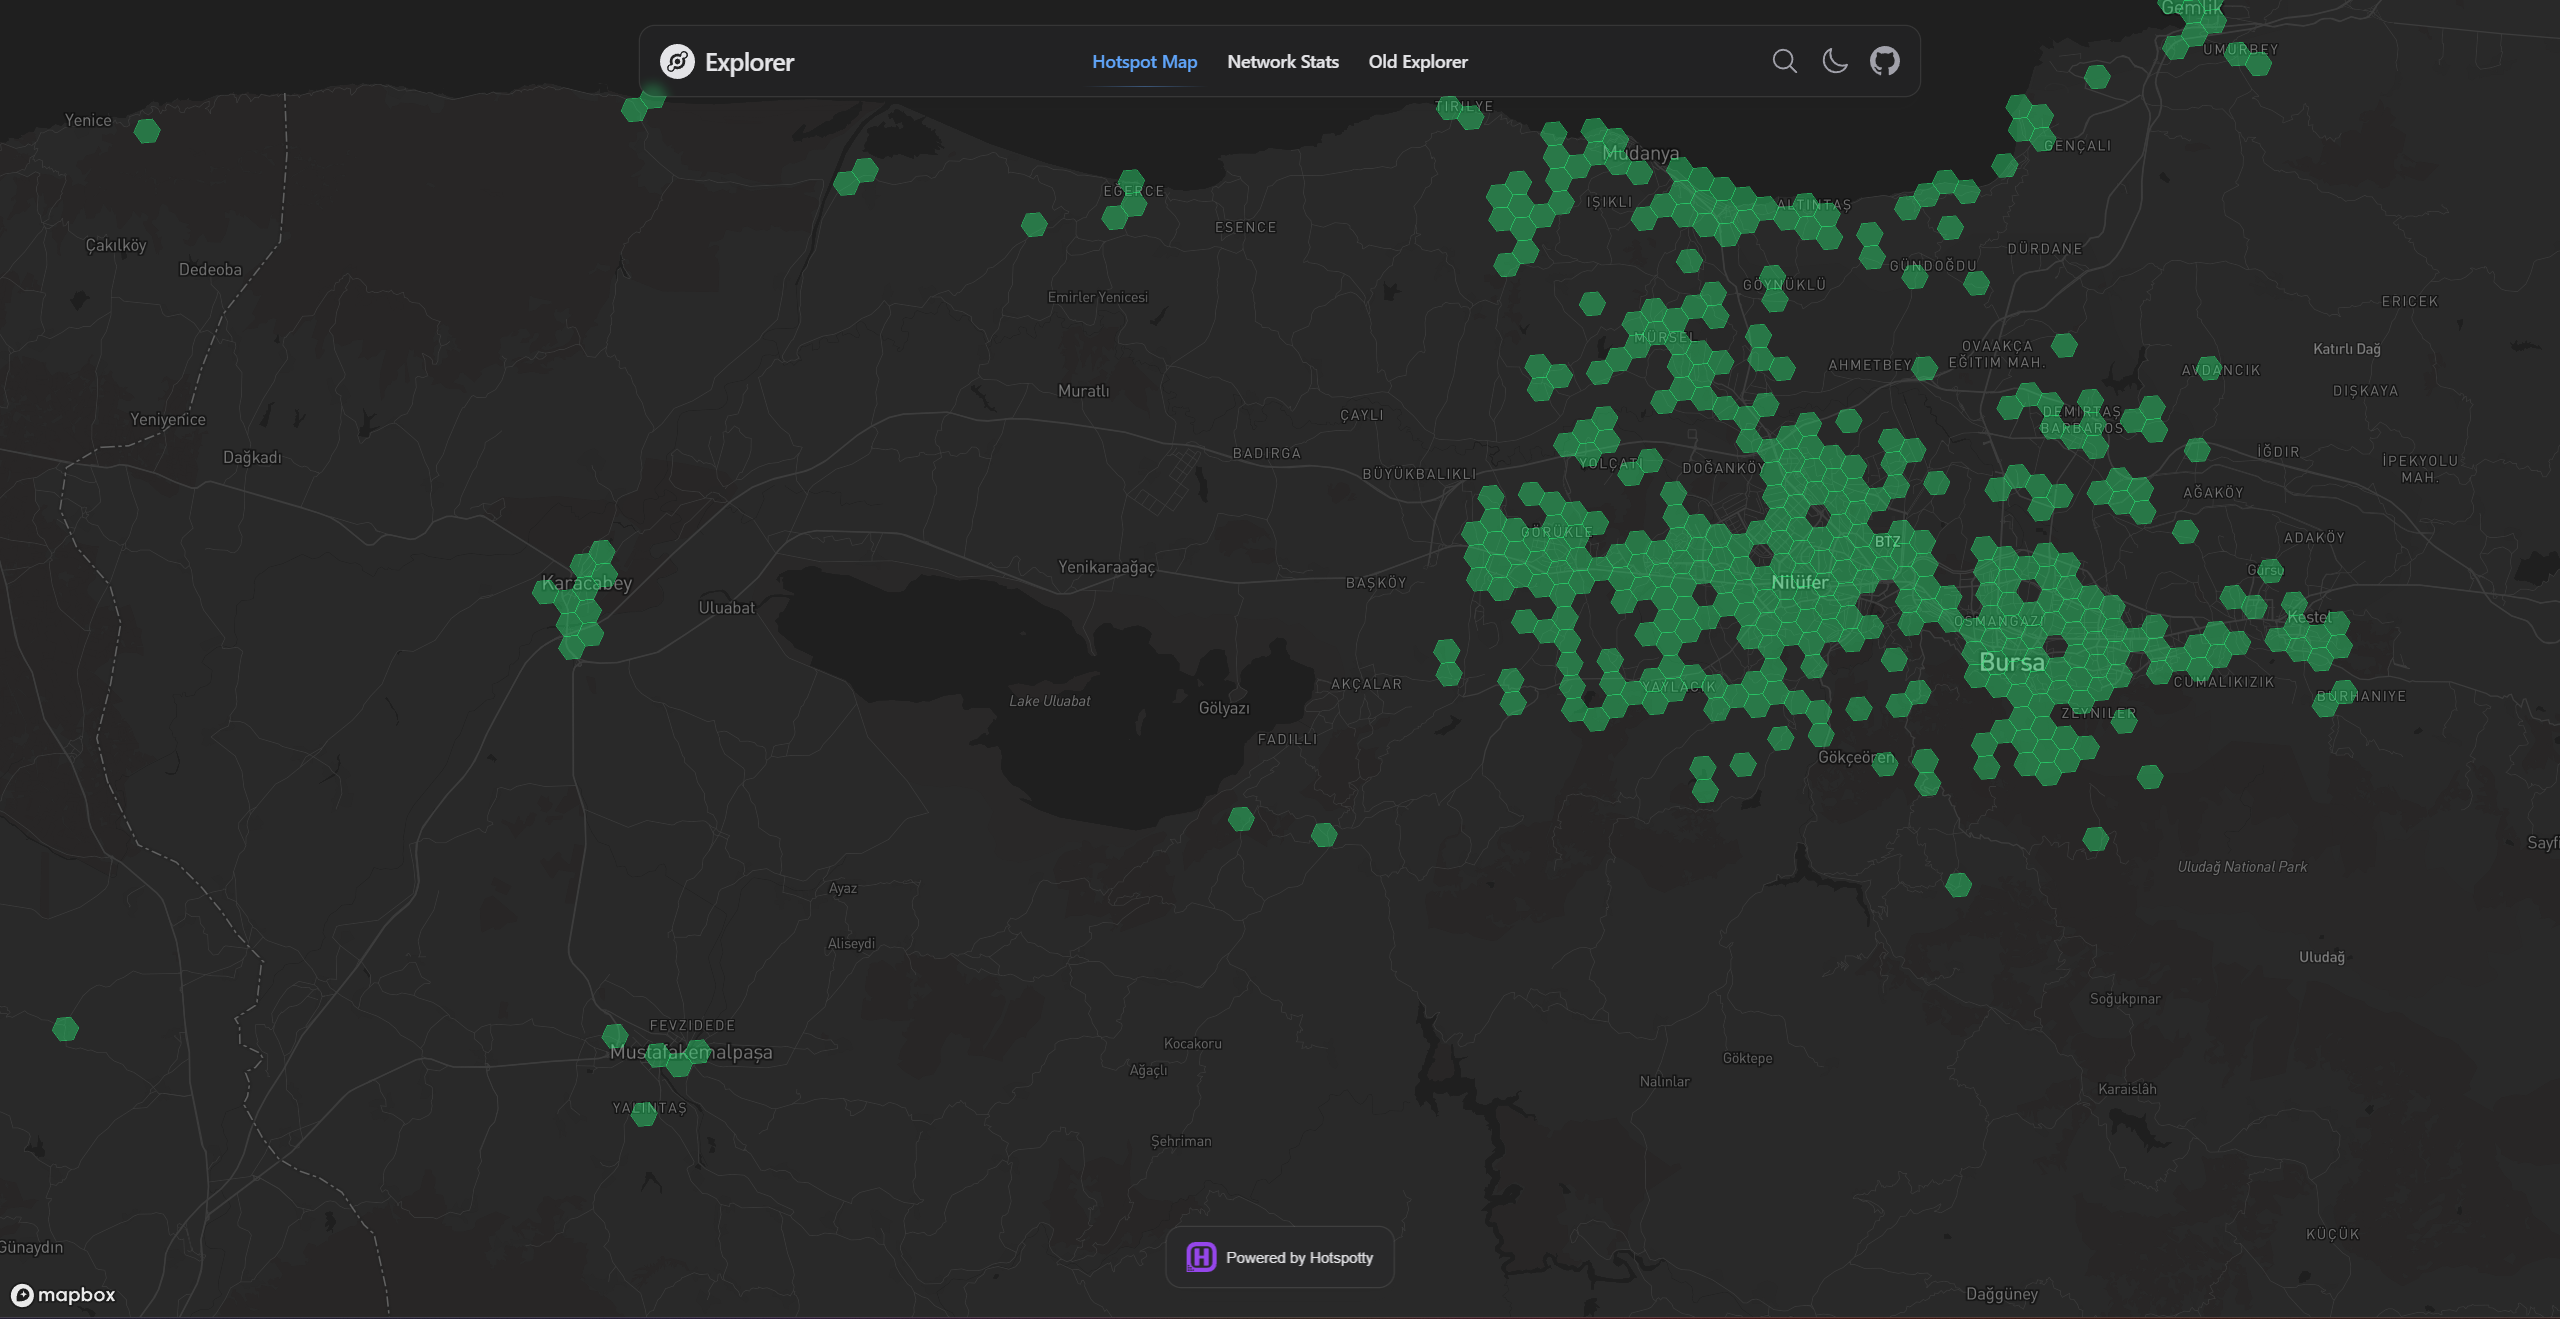 Gemlik
UMURBEY
Explorer
Hotspot Map
Network Stats
Old Explorer
TIRILYE
Yenice
GENÇALI
Mudanya
EĞERCE
IŞIKLI
ALTINTAŞ
ESENCE
Çakılköy
DÜRDANE
Dedeoba
GÜNDOĞDU
GÖYNÜKLÜ
Emirler Yenicesi
ERICEK
MÜRSEL
OVAAKÇA
EĞITIM MAH.
Katırlı Dağ
AHMETBEY
AVDANCIK
Muratlı
DIŞKAYA
ÇAYLI
DEMIRTAŞ
BARBAROS
Yeniyenice
BADIRGA
İĞDIR
Dağkadı
YOLÇATI
DOĞANKÖY
İPEKYOLU
MAH.
BÜYÜKBALIKLI
AĞAKÖY
GÖRÜKLE
ADAKÖY
BTZ
Yenikaraağaç
Gürsu
Karacabey
BAŞKÖY
Nilüfer
Uluabat
OSMANGAZI
Kestel
Bursa
AKÇALAR
YAYLACIK
CUMALIKIZIK
BURHANIYE
Lake Uluabat
Gölyazı
ZEYNILER
FADILLI
Gökçeören
Sayfi
Uludağ National Park
Ayaz
Aliseydi
Uludağ
Soğukpınar
FEVZIDEDE
Kocakoru
Mustafakemalpaşa
Göktepe
Ağaçlı
Nalınlar
Karaislâh
YALINTAŞ
Şehriman
KÜÇÜK
Günaydın
Powered by Hotspotty
Dağgüney
mapbox